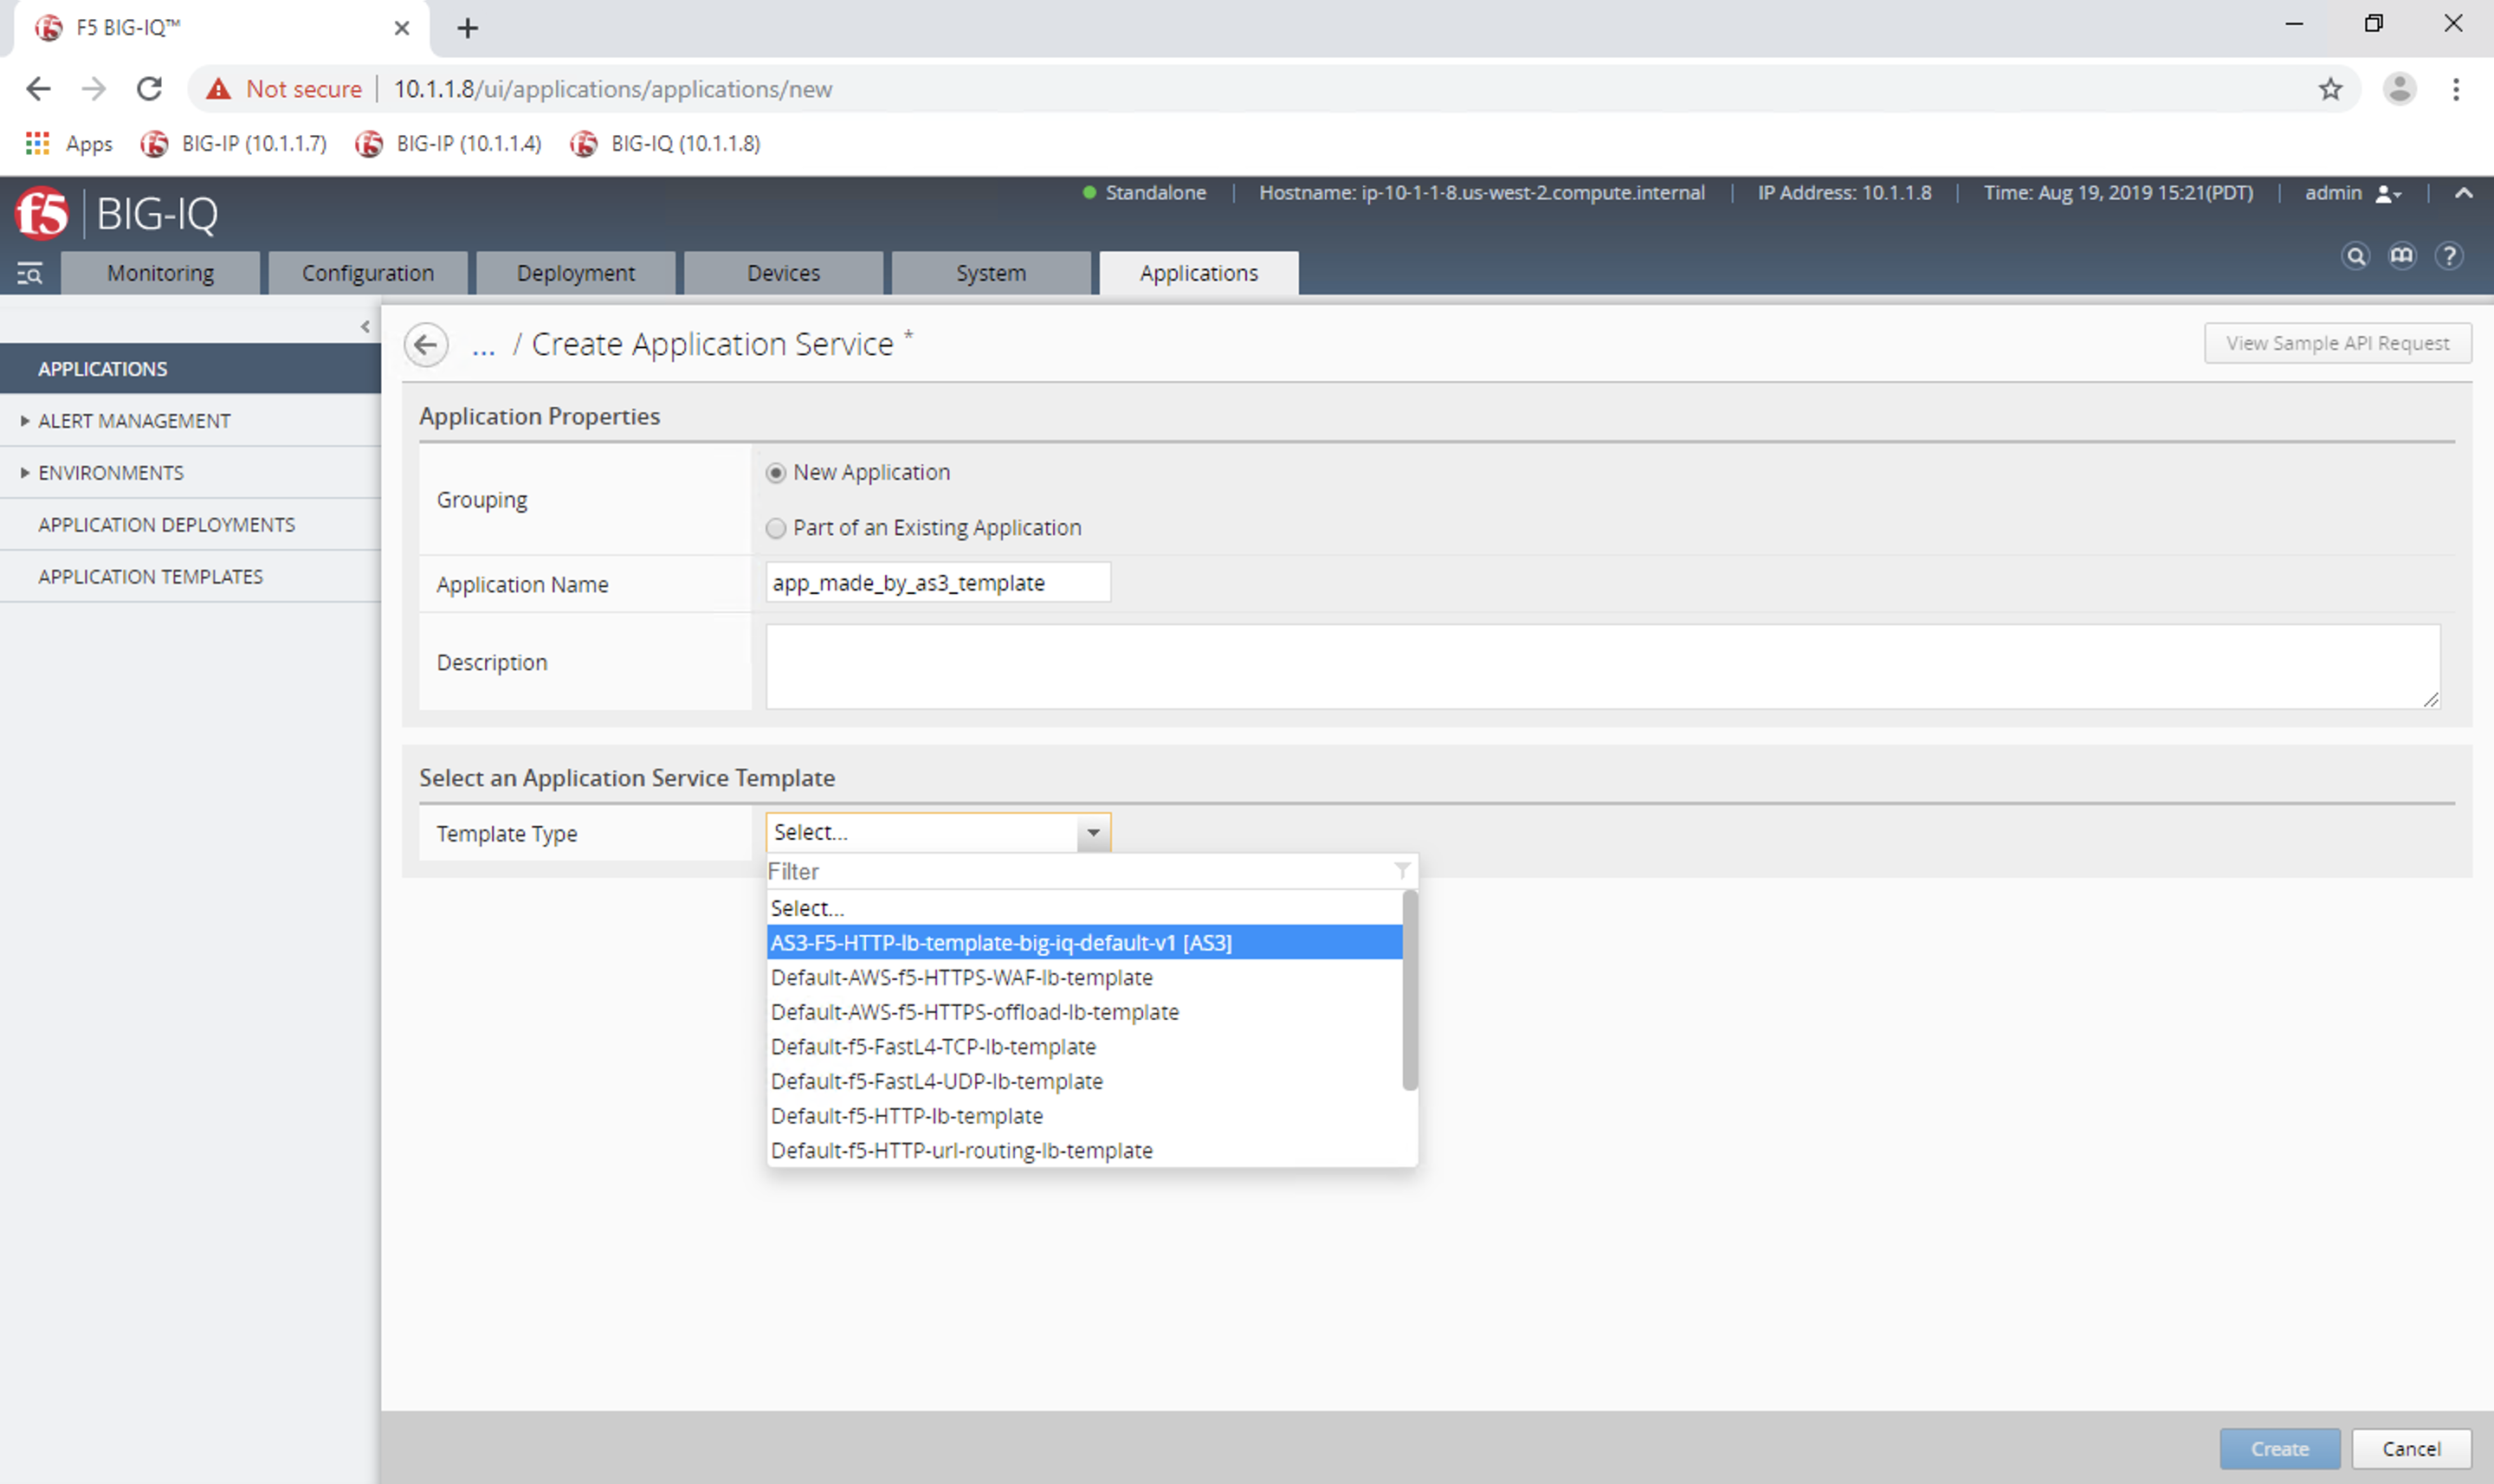 F5 BIG-IQ™
Not secure | 10.1.1.8/ui/applications/applications/new
Apps BIG-IP (10.1.1.7) BIG-IP (10.1.1.4) BIG-IQ (10.1.1.8)
Standalone | Hostname: ip-10-1-1-8.us-west-2.compute.internal | IP Address: 10.1.1.8 | Time: Aug 19, 2019 15:21(PDT) | admin
f5 BIG-IQ
Monitoring Configuration Deployment Devices System Applications
... / Create Application Service *
View Sample API Request
APPLICATIONS
ALERT MANAGEMENT
ENVIRONMENTS
APPLICATION DEPLOYMENTS
APPLICATION TEMPLATES
Application Properties
Grouping
New Application
Part of an Existing Application
Application Name app_made_by_as3_template
Description
Select an Application Service Template
Template Type Select...
Filter
Select...
AS3-F5-HTTP-lb-template-big-iq-default-v1 [AS3]
Default-AWS-f5-HTTPS-WAF-lb-template
Default-AWS-f5-HTTPS-offload-lb-template
Default-f5-FastL4-TCP-lb-template
Default-f5-FastL4-UDP-lb-template
Default-f5-HTTP-lb-template
Default-f5-HTTP-url-routing-lb-template
Create Cancel